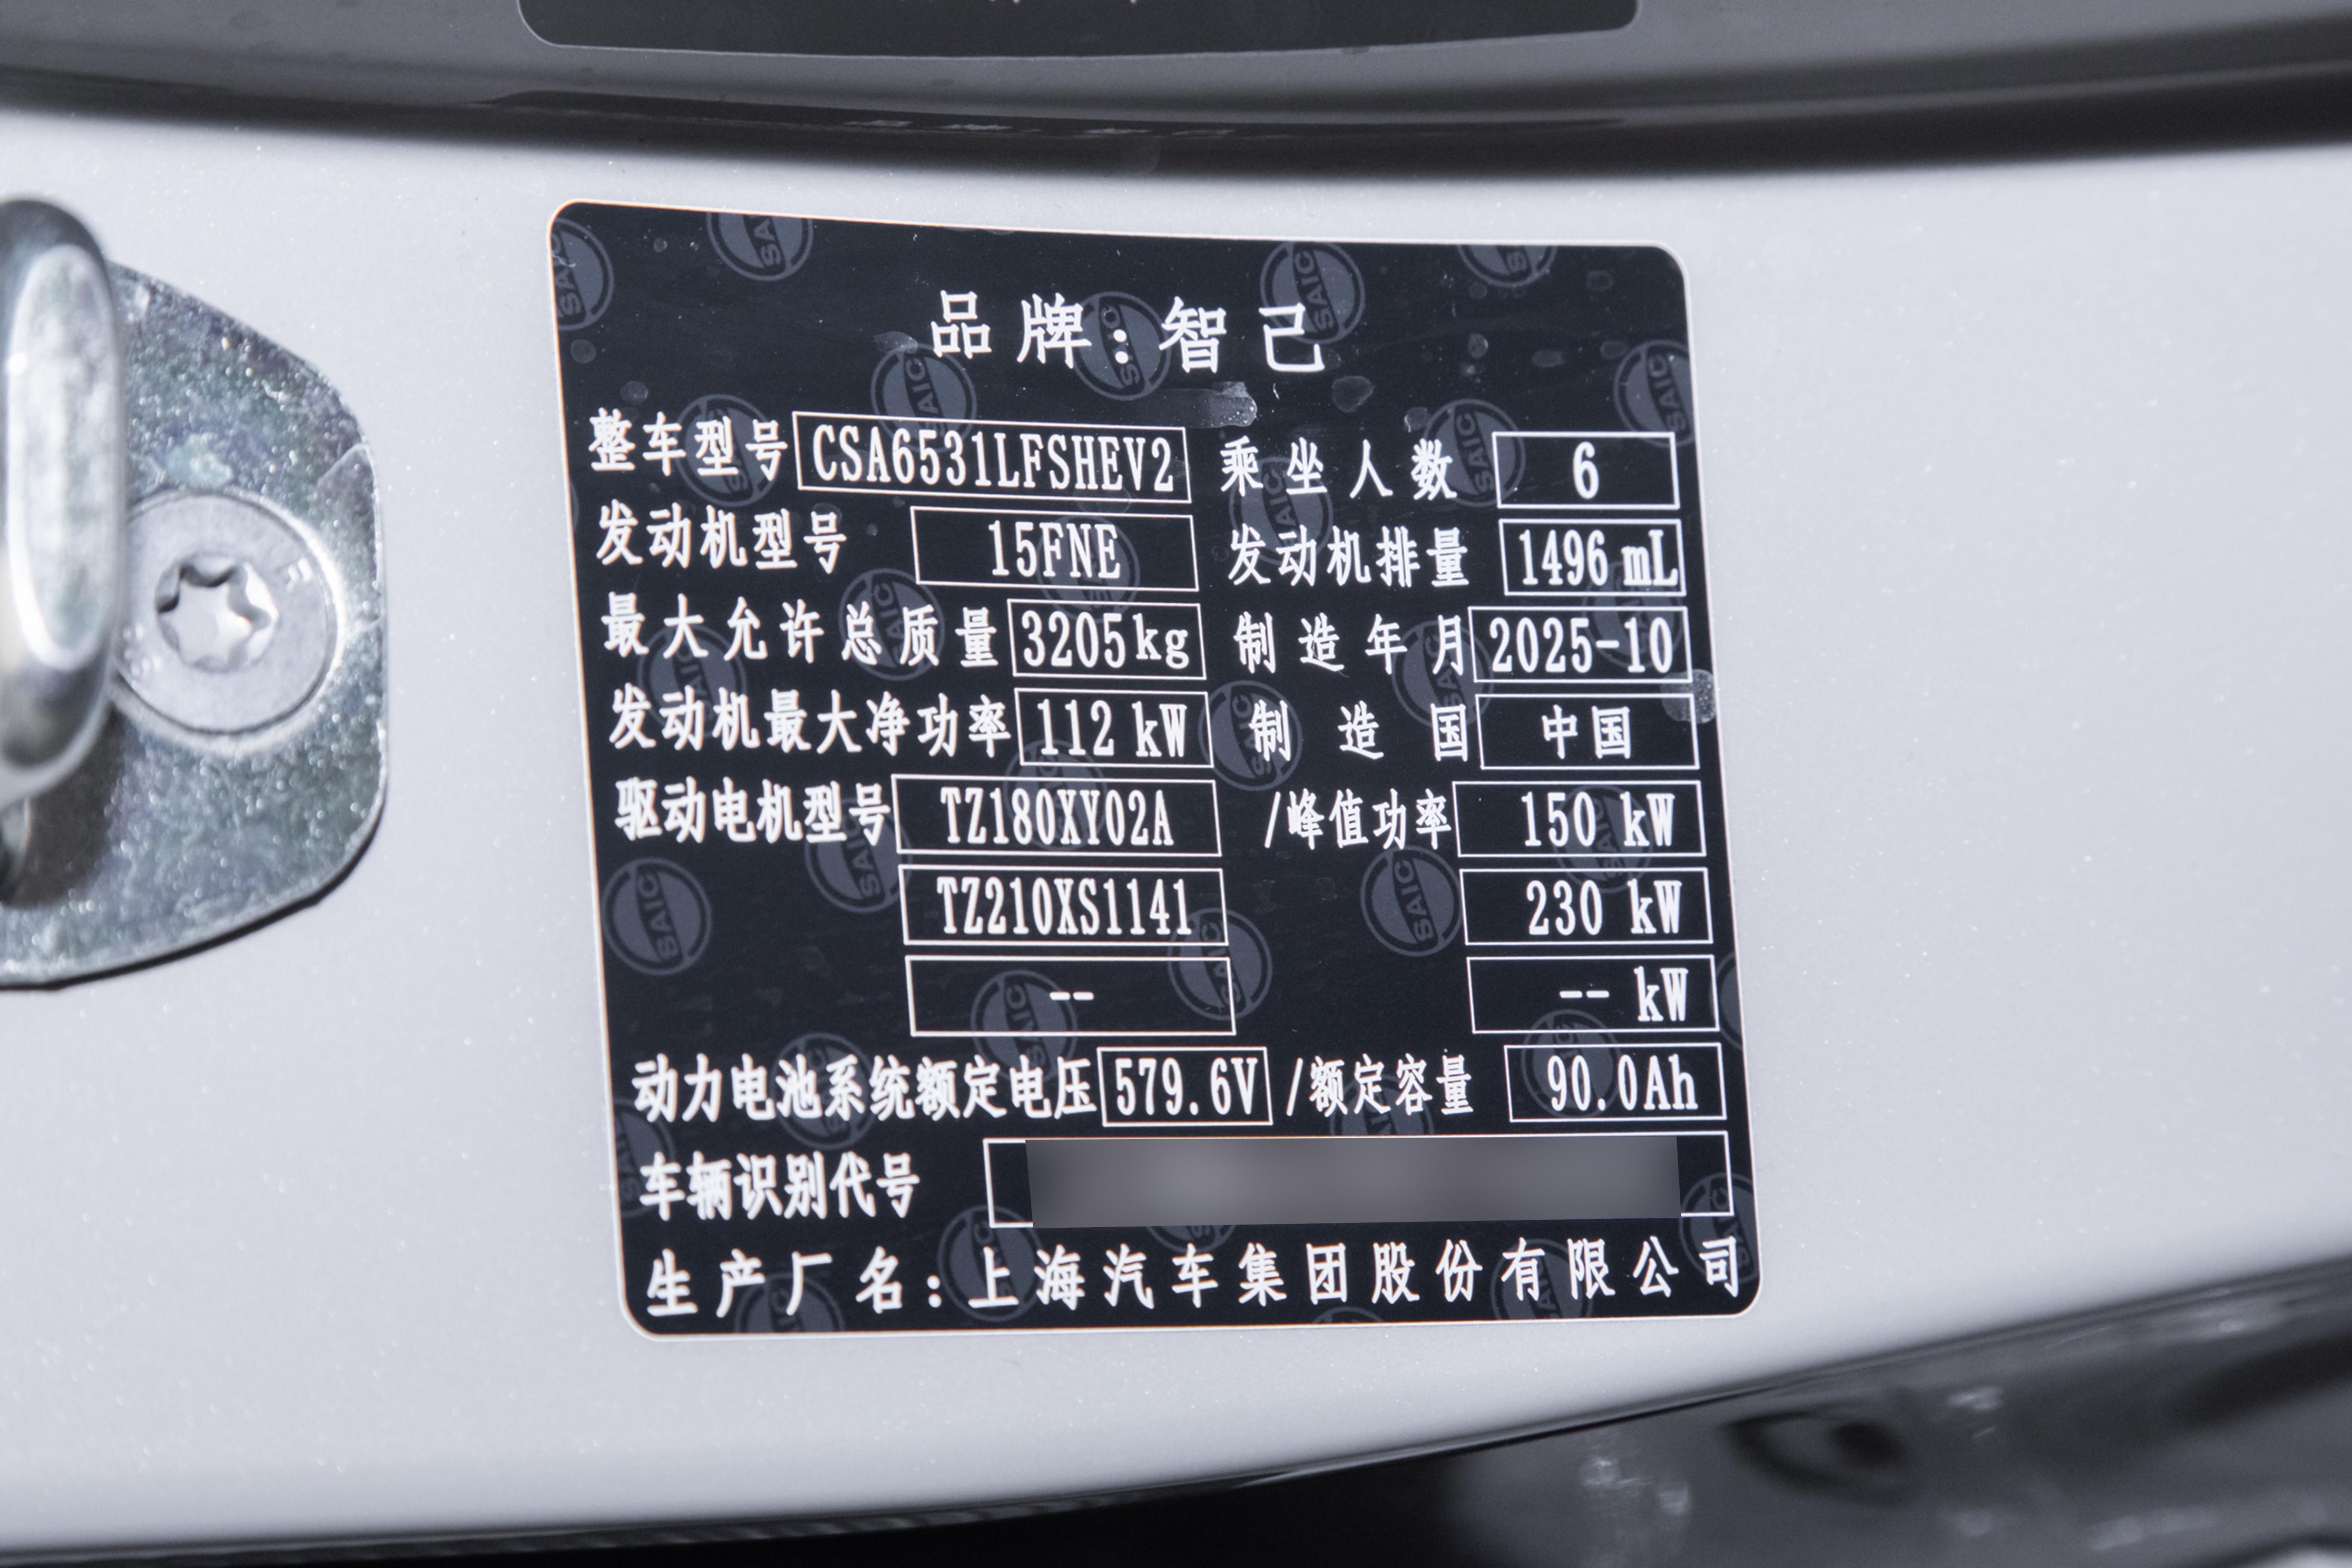 品牌：智己
整车型号 CSA6531LFSHEV2 乘坐人数 6
发动机型号 15FNE 发动机排量 1496 mL
最大允许总质量 3205kg 制造年月 2025-10
发动机最大净功率 112 kW 制造国 中国
驱动电机型号 TZ180XY02A /峰值功率 150 kW
TZ210XS1141 230 kW
-- -- kW
动力电池系统额定电压 579.6V /额定容量 90.0Ah
车辆识别代号
生产厂名：上海汽车集团股份有限公司